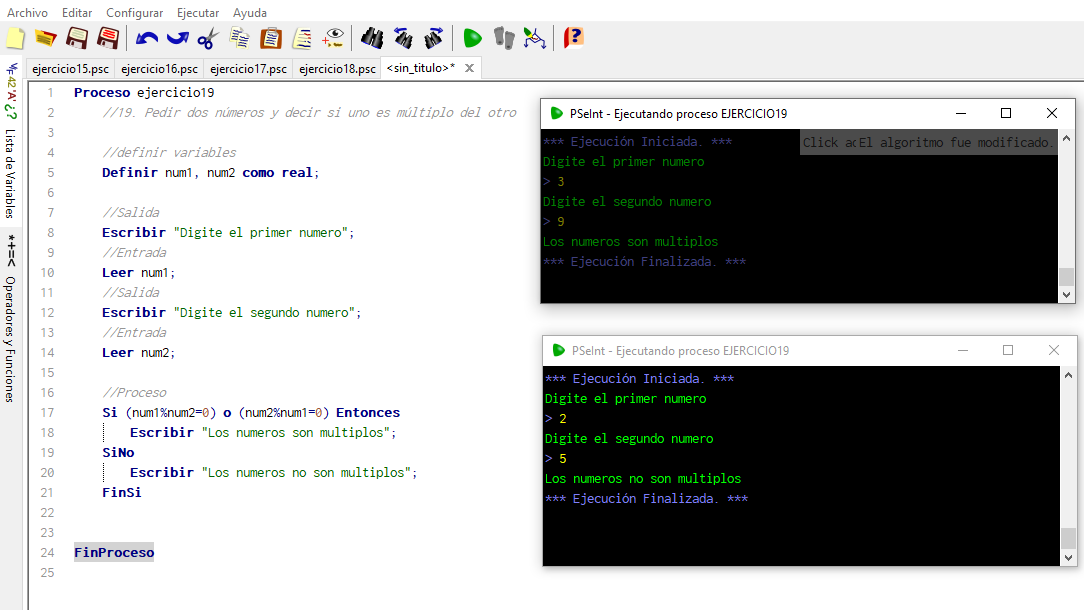 Archivo Editar Configurar Ejecutar Ayuda
ejercicio15.psc ejercicio16.psc ejercicio17.psc ejercicio18.psc <sin_titulo>*
Lista de Variables
*+=< Operadores y Funciones
1 Proceso ejercicio19
2 //19. Pedir dos números y decir si uno es múltiplo del otro
3
4 //definir variables
5 Definir num1, num2 como real;
6
7 //Salida
8 Escribir "Digite el primer numero";
9 //Entrada
10 Leer num1;
11 //Salida
12 Escribir "Digite el segundo numero";
13 //Entrada
14 Leer num2;
15
16 //Proceso
17 Si (num1%num2=0) o (num2%num1=0) Entonces
18 Escribir "Los numeros son multiplos";
19 SiNo
20 Escribir "Los numeros no son multiplos";
21 FinSi
22
23
24 FinProceso
25
PSeInt - Ejecutando proceso EJERCICIO19
*** Ejecución Iniciada. ***
Click ac El algoritmo fue modificado.
Digite el primer numero
> 3
Digite el segundo numero
> 9
Los numeros son multiplos
*** Ejecución Finalizada. ***
PSeInt - Ejecutando proceso EJERCICIO19
*** Ejecución Iniciada. ***
Digite el primer numero
> 2
Digite el segundo numero
> 5
Los numeros no son multiplos
*** Ejecución Finalizada. ***